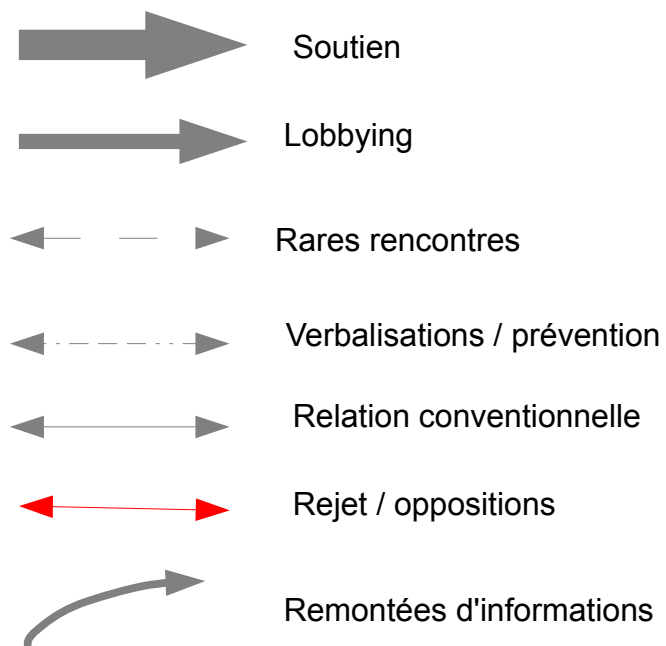 Soutien
Lobbying
Rares rencontres
Verbalisations / prévention
Relation conventionnelle
Rejet / oppositions
Remontées d'informations